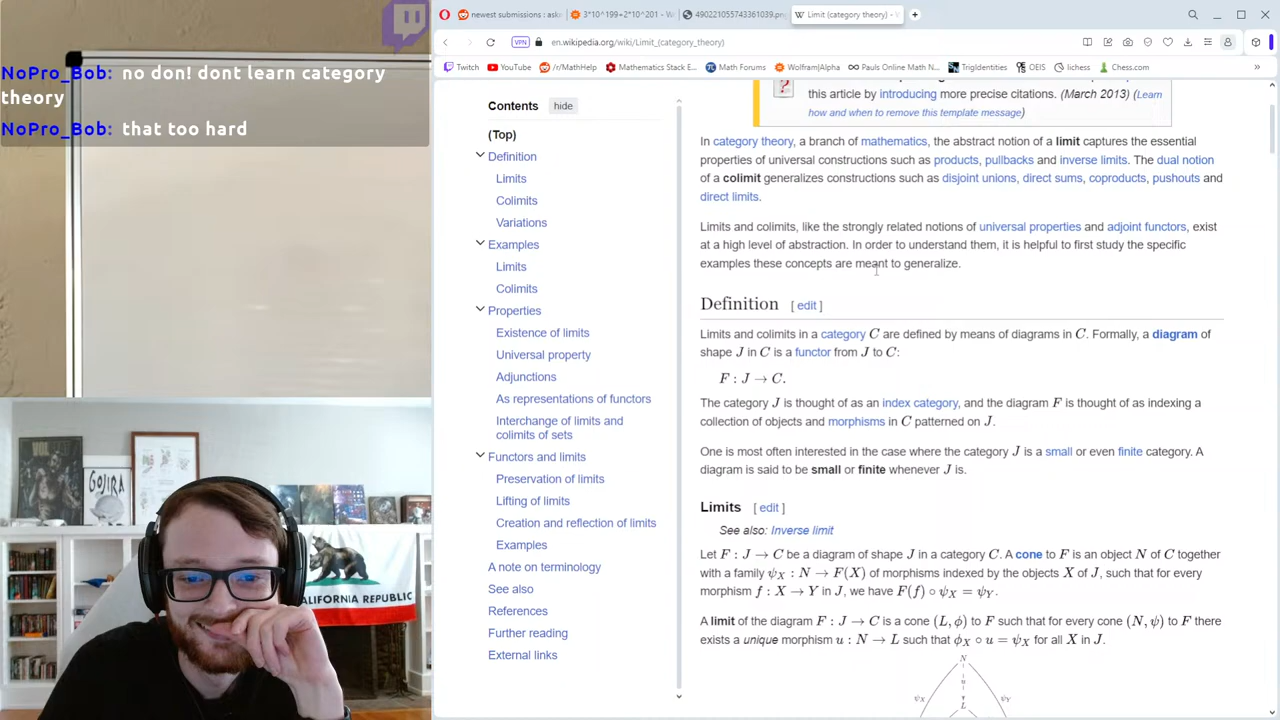 NoPro_Bob: no don! dont learn category
theory
NoPro_Bob: that too hard
GOJIRA
CALIFORNIA REPUBLIC
newest submissions : ask
3*10^199+2*10^201 -
490221055743361039.png
Limit (category theory) -
VPN
en.wikipedia.org/wiki/Limit_(category_theory)
Twitch
YouTube
/r/MathHelp
Mathematics Stack E...
Math Forums
Wolfram|Alpha
Pauls Online Math N...
TrigIdentities
OEIS
lichess
Chess.com
»
Contents hide
(Top)
Definition
Limits
Colimits
Variations
Examples
Limits
Colimits
Properties
Existence of limits
Universal property
Adjunctions
As representations of functors
Interchange of limits and
colimits of sets
Functors and limits
Preservation of limits
Lifting of limits
Creation and reflection of limits
Examples
A note on terminology
See also
References
Further reading
External links
this article by introducing more precise citations. (March 2013) (Learn
how and when to remove this template message)
In category theory, a branch of mathematics, the abstract notion of a limit captures the essential
properties of universal constructions such as products, pullbacks and inverse limits. The dual notion
of a colimit generalizes constructions such as disjoint unions, direct sums, coproducts, pushouts and
direct limits.
Limits and colimits, like the strongly related notions of universal properties and adjoint functors, exist
at a high level of abstraction. In order to understand them, it is helpful to first study the specific
examples these concepts are meant to generalize.
Definition [ edit ]
Limits and colimits in a category C are defined by means of diagrams in C. Formally, a diagram of
shape J in C is a functor from J to C:
F : J → C.
The category J is thought of as an index category, and the diagram F is thought of as indexing a
collection of objects and morphisms in C patterned on J.
One is most often interested in the case where the category J is a small or even finite category. A
diagram is said to be small or finite whenever J is.
Limits [ edit ]
See also: Inverse limit
Let F : J → C be a diagram of shape J in a category C. A cone to F is an object N of C together
with a family ψX : N → F(X) of morphisms indexed by the objects X of J, such that for every
morphism f : X → Y in J, we have F(f) ∘ ψX = ψY.
A limit of the diagram F : J → C is a cone (L, ϕ) to F such that for every cone (N, ψ) to F there
exists a unique morphism u : N → L such that ϕX ∘ u = ψX for all X in J.
N
ψX u ψY
L